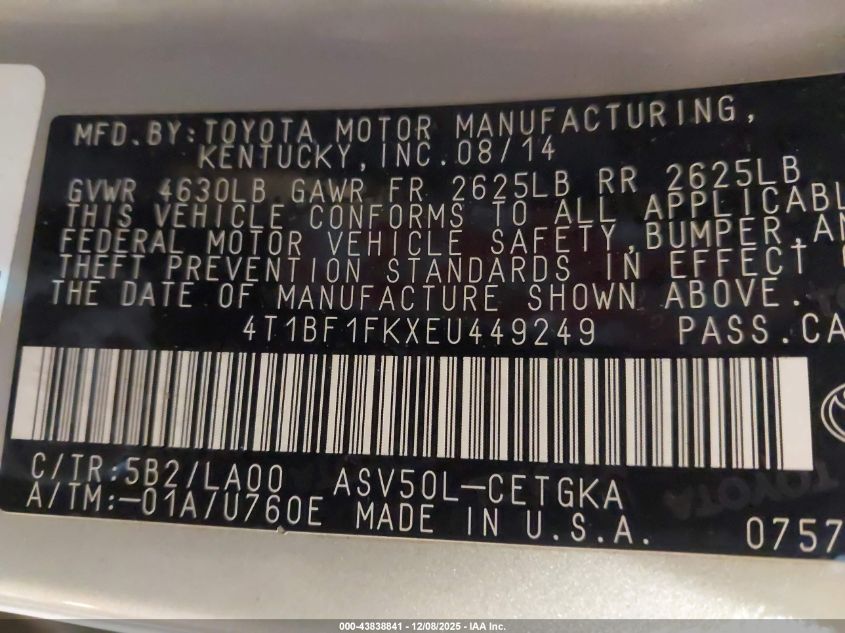 MFD.BY:TOYOTA MOTOR MANUFACTURING,
KENTUCKY,INC.08/14
GVWR 4630LB GAWR FR 2625LB RR 2625LB
THIS VEHICLE CONFORMS TO ALL APPLICABL
FEDERAL MOTOR VEHICLE SAFETY,BUMPER,AN
THEFT PREVENTION STANDARDS IN EFFECT
THE DATE OF MANUFACTURE SHOWN ABOVE.
4T1BF1FKXEU449249 PASS.CA
C/TR:5B2/LA00 ASV50L-CETGKA
A/TM:-01A/U760E MADE IN U.S.A. 0757
TOYOTA
000-43838841 - 12/08/2025 - IAA Inc.